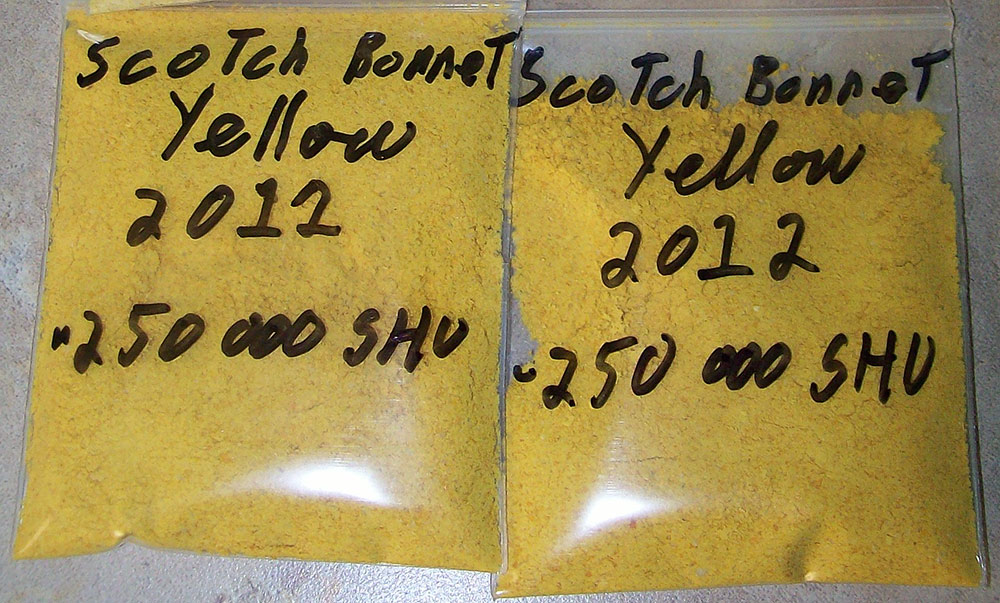 Scotch Bonnet
Yellow
2012
~250 000 SHU
Scotch Bonnet
Yellow
2012
~250 000 SHU